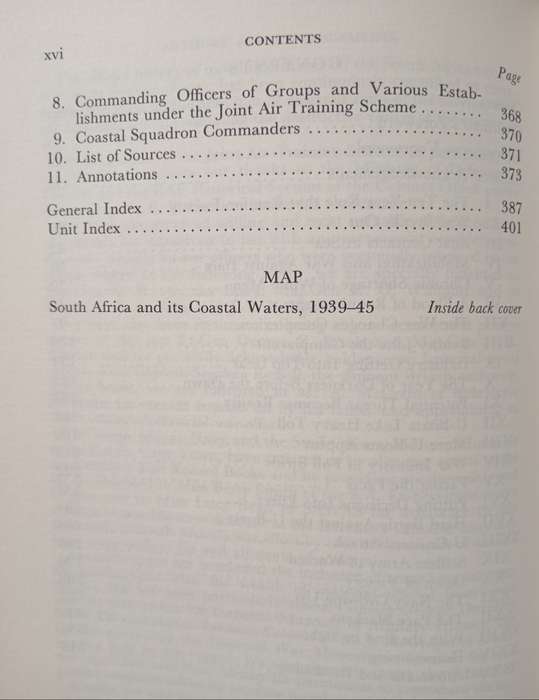 xvi
CONTENTS
Page
8. Commanding Officers of Groups and Various Estab-
lishments under the Joint Air Training Scheme ........ 368
9. Coastal Squadron Commanders .................... 370
10. List of Sources .................................. 371
11. Annotations .................................... 373
General Index ...................................... 387
Unit Index ......................................... 401
MAP
South Africa and its Coastal Waters, 1939–45 Inside back cover